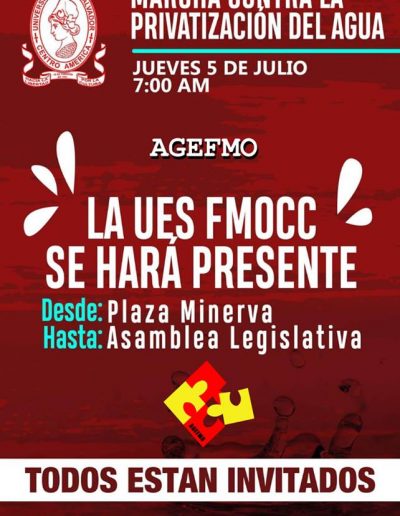 MARCHA CONTRA LA
PRIVATIZACIÓN DEL AGUA
JUEVES 5 DE JULIO
7:00 AM
AGEFMO
LA UES FMOCC
SE HARÁ PRESENTE
Desde: Plaza Minerva
Hasta: Asamblea Legislativa
TODOS ESTAN INVITADOS